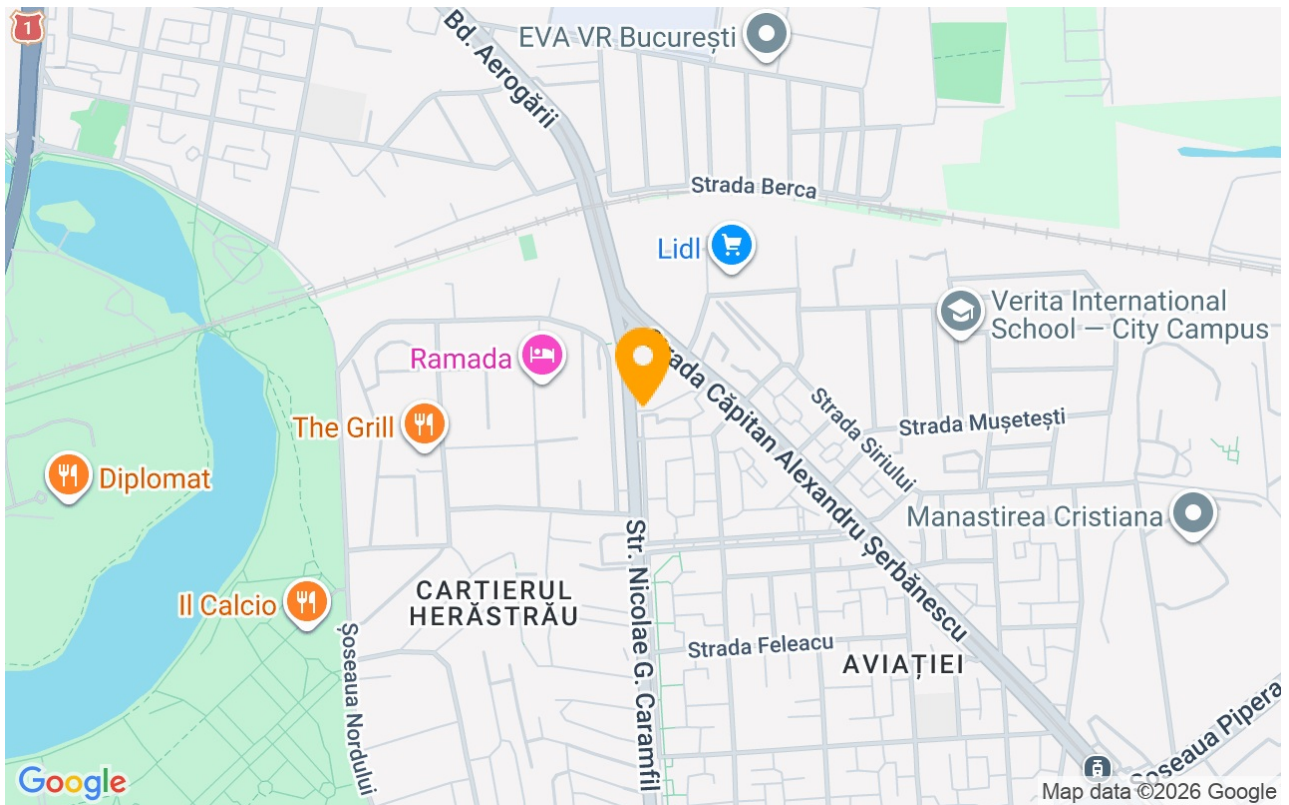 1
Bd. Aerogării
EVA VR București
Strada Berca
Lidl
Verita International
School — City Campus
Ramada
Strada Căpitan Alexandru Șerbănescu
The Grill
Strada Siriului
Strada Mușetești
Diplomat
Manastirea Cristiana
Str. Nicolae G. Caramfil
CARTIERUL
HERĂSTRĂU
Il Calcio
Șoseaua Nordului
Strada Feleacu
AVIAȚIEI
Șoseaua Pipera
Google
Map data ©2026 Google